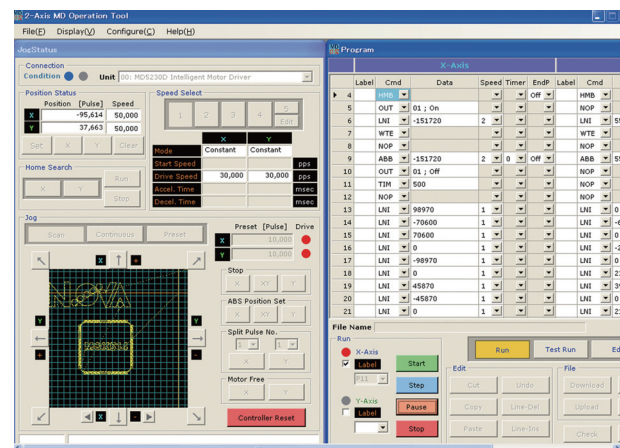 2-Axis MD Operation Tool
File(F) Display(V) Configure(C) Help(H)
JogStatus
Connection
Condition Unit 00: MD5230D Intelligent Motor Driver
Position Status
Position [Pulse] Speed
X -95,614 50,000
Y 37,663 50,000
Set X Y Clear
Speed Select
1 2 3 4 5
Edit
X Y
Mode Constant Constant
Start Speed pps
Drive Speed 30,000 30,000 pps
Accel. Time msec
Decel. Time msec
Home Search
X Y Run
Stop
Jog
Scan Continuous Preset
Preset [Pulse] Drive
X 10,000
Y 10,000
X +
Y Y
+ -
X -
NOVA
Stop
X XY Y
ABS Position Set
X XY Y
Split Pulse No.
1 1
X Y
Motor Free
X Y
Controller Reset
Program
X-Axis
Label Cmd Data Speed Timer EndP Label Cmd
4 HMB Off HMB
5 OUT 01 ; On NOP
6 LNI -151720 2 LNI
7 WTE WTE
8 NOP NOP
9 ABB -151720 2 0 Off ABB
10 OUT 01 ; Off NOP
11 TIM 500 NOP
12 NOP NOP
13 LNI 98970 1 LNI 0
14 LNI -70600 1 LNI
15 LNI 70600 1 LNI 0
16 LNI 0 1 LNI
17 LNI -98970 1 LNI 0
18 LNI 0 1 LNI
19 LNI 45870 1 LNI
20 LNI -45870 1 LNI 0
21 LNI 0 1 LNI
File Name
Run
X-Axis
Label
P11
Y-Axis
Label
Start
Step
Pause
Stop
Run Test Run
Edit
Cut Undo
Copy Line-Del
Paste Line-Ins
File
Download
Upload
Check